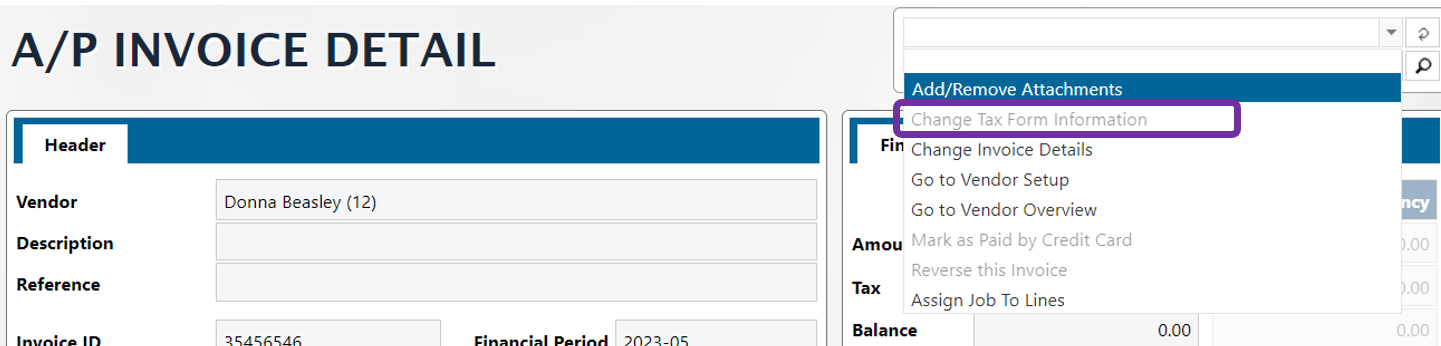 A/P INVOICE DETAIL
Add/Remove Attachments
Change Tax Form Information
Change Invoice Details
Go to Vendor Setup
Go to Vendor Overview
Mark as Paid by Credit Card
Reverse this Invoice
Assign Job To Lines
Header
Vendor Donna Beasley (12)
Description
Reference
Invoice ID 35456546 Financial Period 2023-05
Fin
ncy
Amou 0.00
Tax 0.00
Balance 0.00 0.00